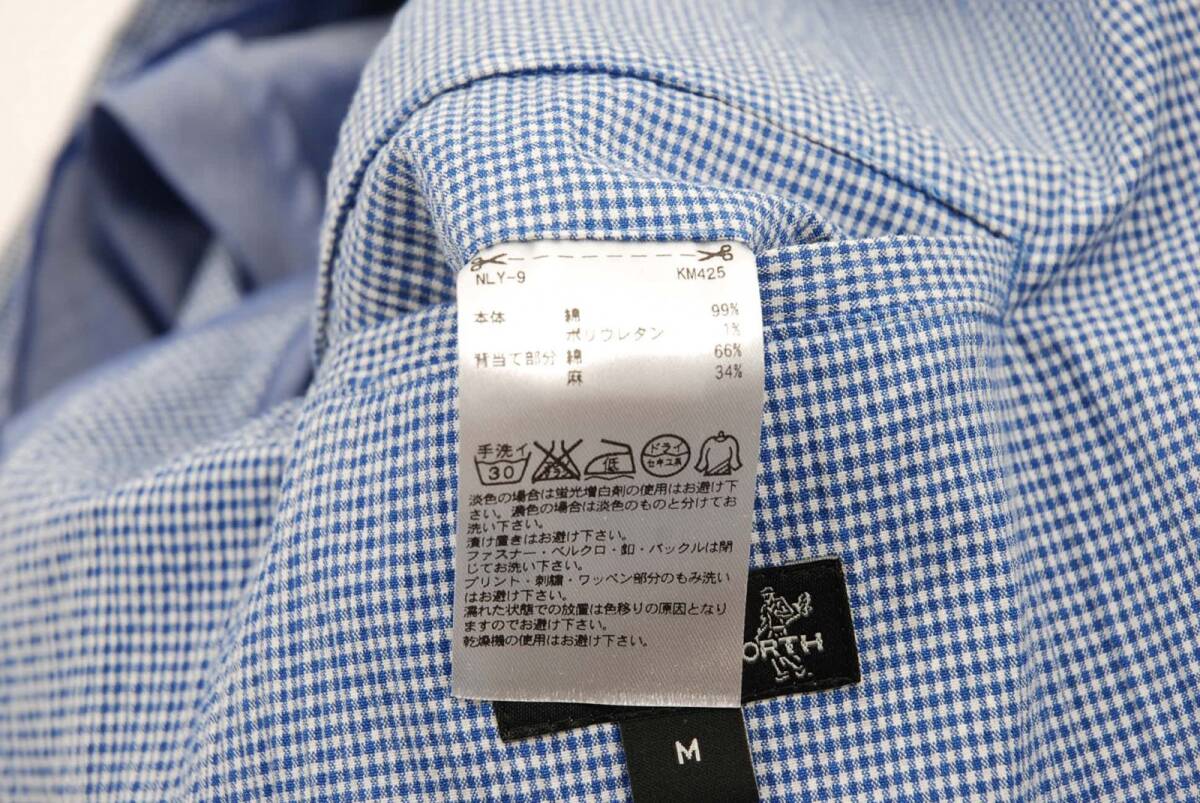 NLY-9 KM425
本体 綿 99%
ポリウレタン 1%
背当て部分 綿 66%
麻 34%
手洗イ
30
低
ドライ
セキユ系
淡色の場合は蛍光増白剤の使用はお避け下
さい。濃色の場合は淡色のものと分けてお
洗い下さい。
漬け置きはお避け下さい。
ファスナー・ベルクロ・釦・バックルは閉
じてお洗い下さい。
プリント・刺繍・ワッペン部分のもみ洗い
はお避け下さい。
濡れた状態での放置は色移りの原因となり
ますのでお避け下さい。
乾燥機の使用はお避け下さい。
ORTH
M